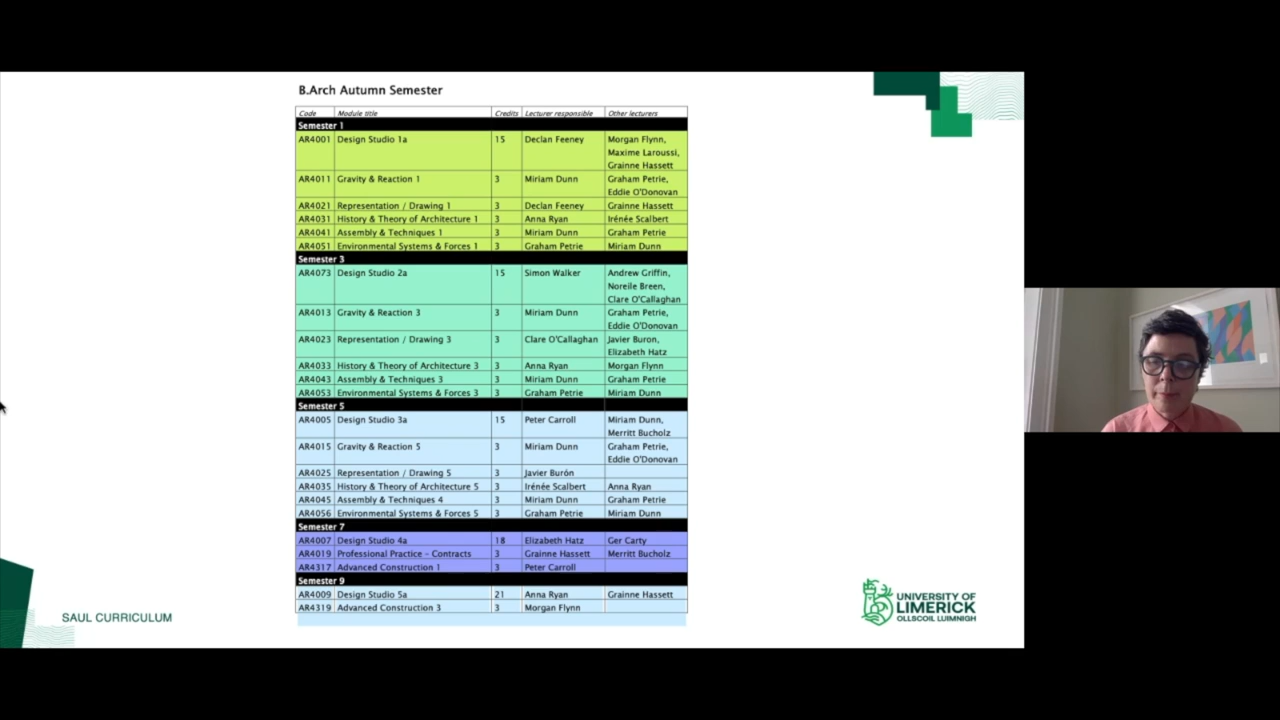 B.Arch Autumn Semester
Code Module title Credits Lecturer responsible Other lecturers
Semester 1
AR4001 Design Studio 1a 15 Declan Feeney Morgan Flynn,
Maxime Laroussi,
Grainne Hassett
AR4011 Gravity & Reaction 1 3 Miriam Dunn Graham Petrie,
Eddie O'Donovan
AR4021 Representation / Drawing 1 3 Declan Feeney Grainne Hassett
AR4031 History & Theory of Architecture 1 3 Anna Ryan Irénée Scalbert
AR4041 Assembly & Techniques 1 3 Miriam Dunn Graham Petrie
AR4051 Environmental Systems & Forces 1 3 Graham Petrie Miriam Dunn
Semester 3
AR4073 Design Studio 2a 15 Simon Walker Andrew Griffin,
Noreile Breen,
Clare O'Callaghan
AR4013 Gravity & Reaction 3 3 Miriam Dunn Graham Petrie,
Eddie O'Donovan
AR4023 Representation / Drawing 3 3 Clare O'Callaghan Javier Buron,
Elizabeth Hatz
AR4033 History & Theory of Architecture 3 3 Anna Ryan Morgan Flynn
AR4043 Assembly & Techniques 3 3 Miriam Dunn Graham Petrie
AR4053 Environmental Systems & Forces 3 3 Graham Petrie Miriam Dunn
Semester 5
AR4005 Design Studio 3a 15 Peter Carroll Miriam Dunn,
Merritt Bucholz
AR4015 Gravity & Reaction 5 3 Miriam Dunn Graham Petrie,
Eddie O'Donovan
AR4025 Representation / Drawing 5 3 Javier Burón
AR4035 History & Theory of Architecture 5 3 Irénée Scalbert Anna Ryan
AR4045 Assembly & Techniques 4 3 Miriam Dunn Graham Petrie
AR4056 Environmental Systems & Forces 5 3 Graham Petrie Miriam Dunn
Semester 7
AR4007 Design Studio 4a 18 Elizabeth Hatz Ger Carty
AR4019 Professional Practice - Contracts 3 Grainne Hassett Merritt Bucholz
AR4317 Advanced Construction 1 3 Peter Carroll
Semester 9
AR4009 Design Studio 5a 21 Anna Ryan Grainne Hassett
AR4319 Advanced Construction 3 3 Morgan Flynn
SAUL CURRICULUM
UNIVERSITY OF
LIMERICK
OLLSCOIL LUIMNIGH